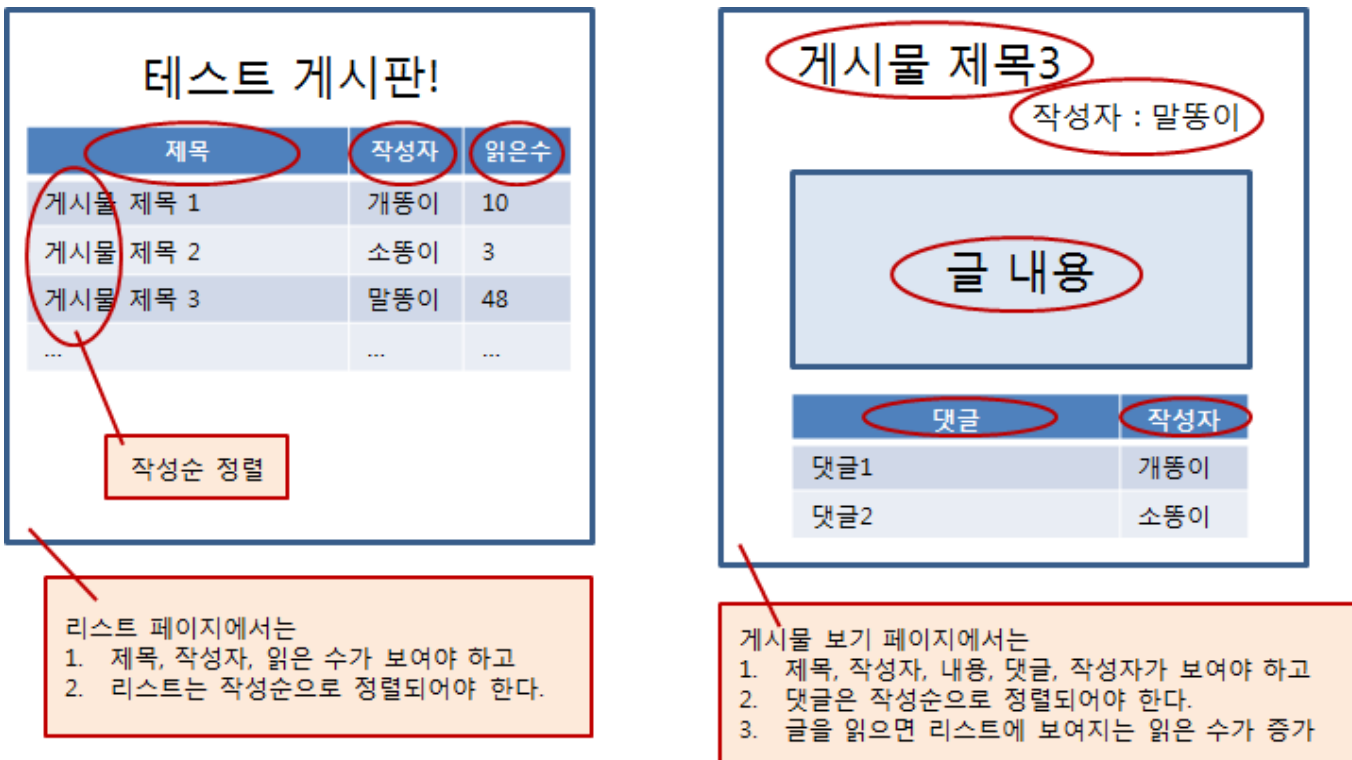 테스트 게시판!
제목 작성자 읽은수
게시물 제목 1 개똥이 10
게시물 제목 2 소똥이 3
게시물 제목 3 말똥이 48
... ... ...
작성순 정렬
리스트 페이지에서는
1. 제목, 작성자, 읽은 수가 보여야 하고
2. 리스트는 작성순으로 정렬되어야 한다.
게시물 제목3
작성자 : 말똥이
글 내용
댓글 작성자
댓글1 개똥이
댓글2 소똥이
게시물 보기 페이지에서는
1. 제목, 작성자, 내용, 댓글, 작성자가 보여야 하고
2. 댓글은 작성순으로 정렬되어야 한다.
3. 글을 읽으면 리스트에 보여지는 읽은 수가 증가